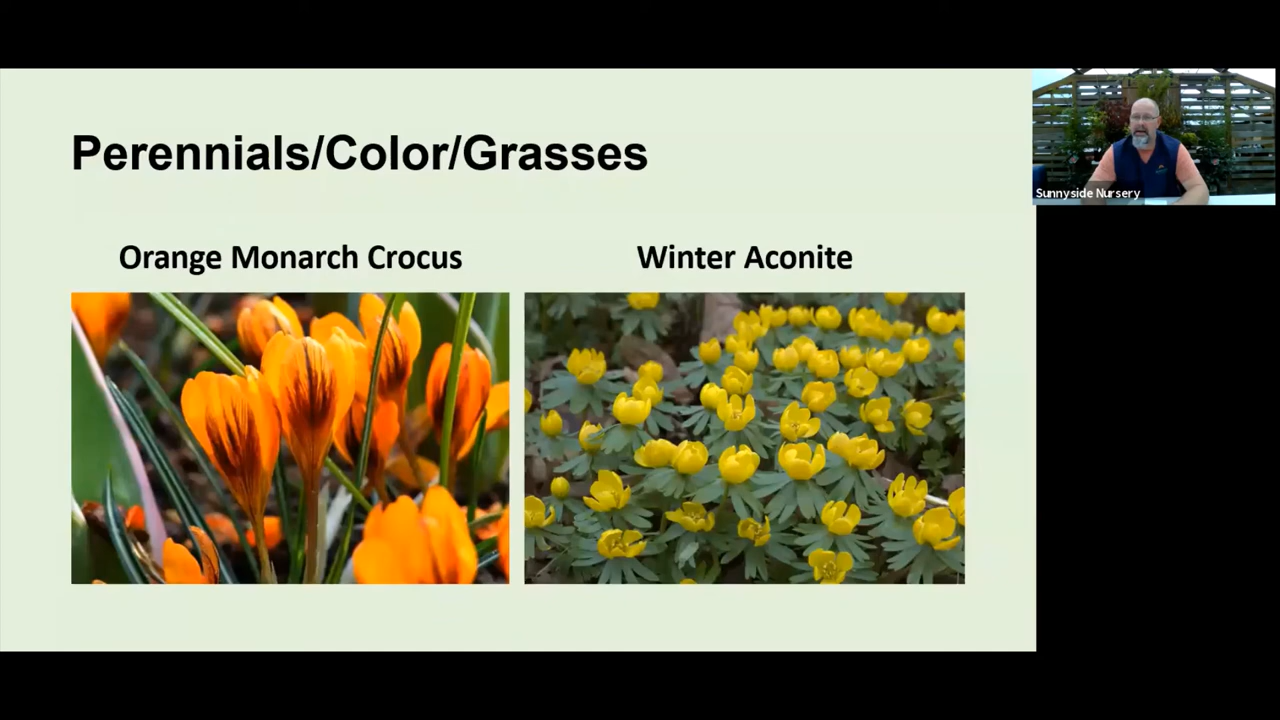 Perennials/Color/Grasses
Orange Monarch Crocus
Winter Aconite
Sunnyside Nursery